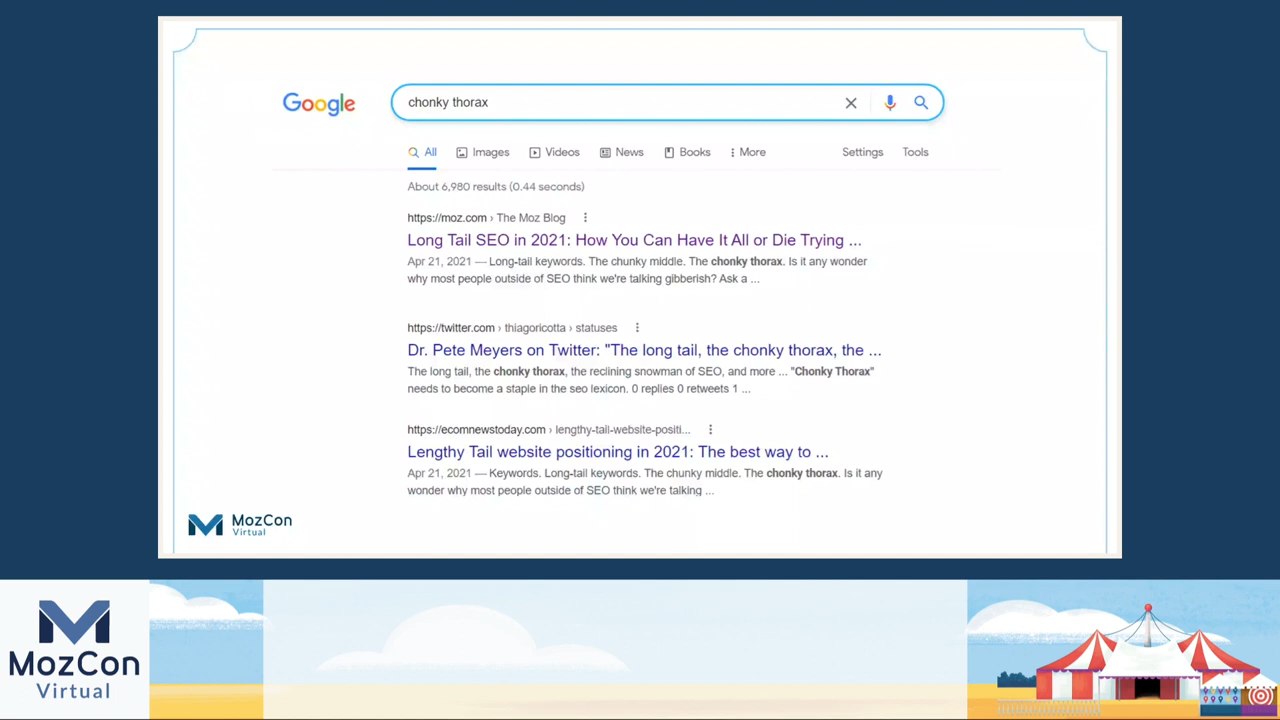 Google
chonky thorax
All Images Videos News Books More Settings Tools
About 6,980 results (0.44 seconds)
https://moz.com › The Moz Blog
Long Tail SEO in 2021: How You Can Have It All or Die Trying ...
Apr 21, 2021 — Long-tail keywords. The chunky middle. The chonky thorax. Is it any wonder
why most people outside of SEO think we're talking gibberish? Ask a ...
https://twitter.com › thiagoricotta › statuses
Dr. Pete Meyers on Twitter: "The long tail, the chonky thorax, the ...
The long tail, the chonky thorax, the reclining snowman of SEO, and more ... "Chonky Thorax"
needs to become a staple in the seo lexicon. 0 replies 0 retweets 1 ...
https://ecomnewstoday.com › lengthy-tail-website-positi...
Lengthy Tail website positioning in 2021: The best way to ...
Apr 21, 2021 — Keywords. Long-tail keywords. The chunky middle. The chonky thorax. Is it any
wonder why most people outside of SEO think we're talking ...
MozCon
Virtual
MozCon
Virtual